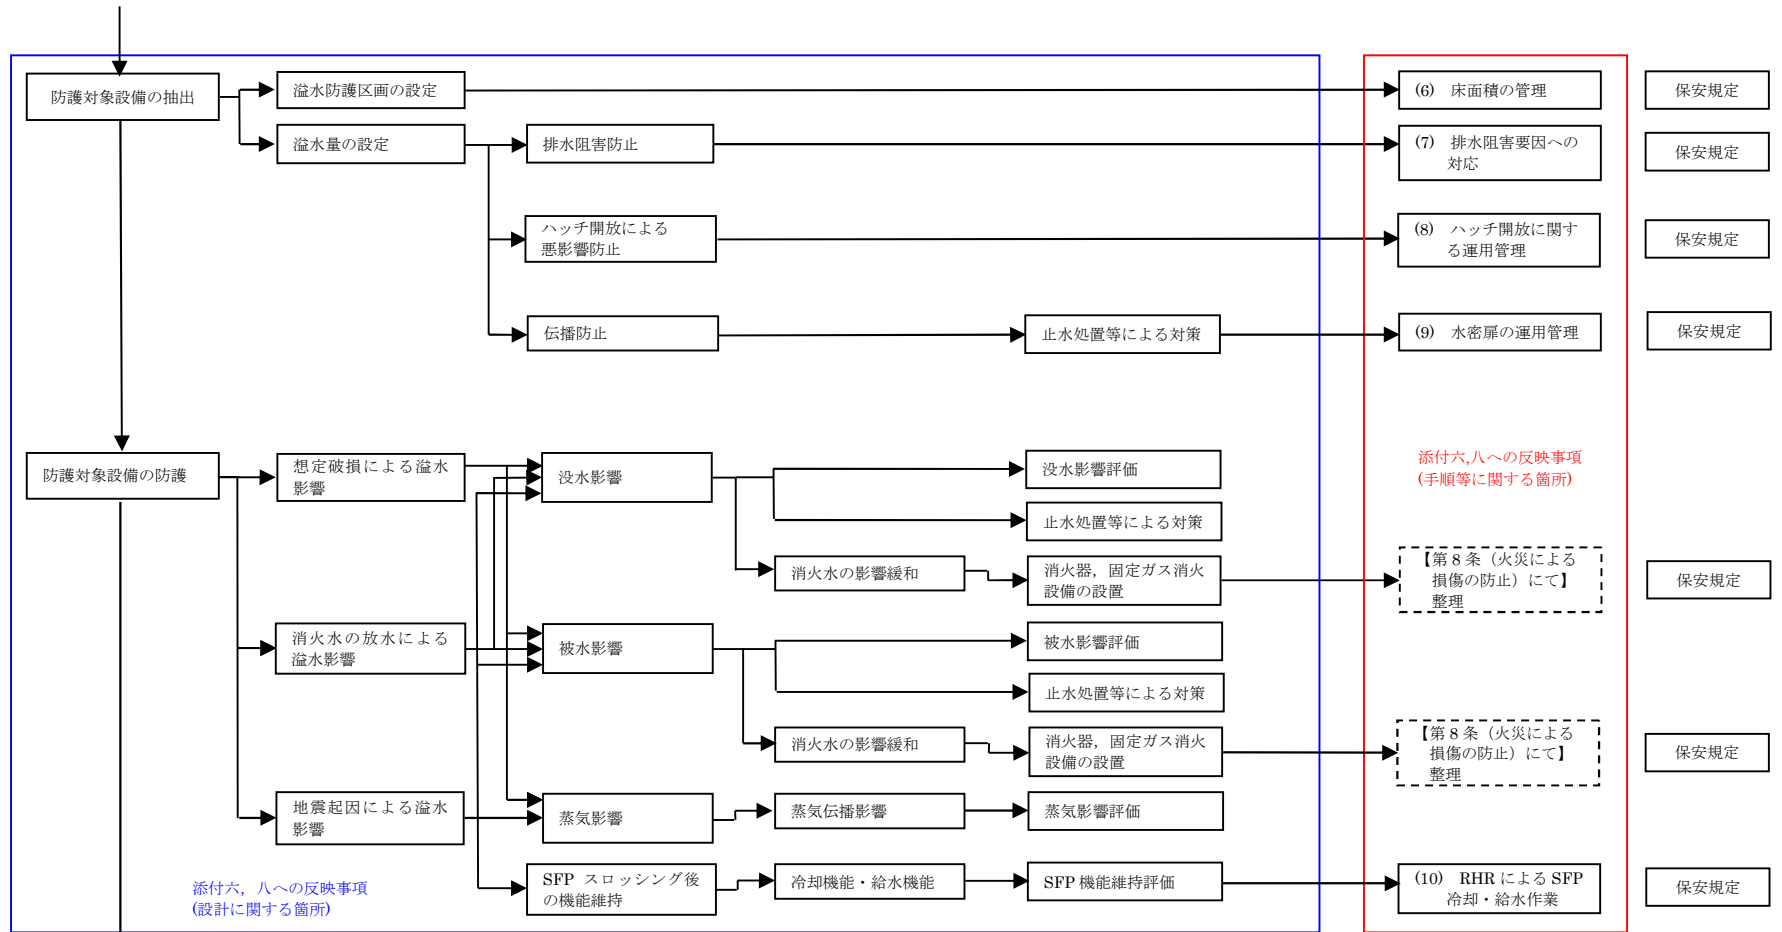 防護対象設備の抽出
溢水防護区画の設定
(6) 床面積の管理
保安規定
溢水量の設定
排水阻害防止
(7) 排水阻害要因への
対応
保安規定
ハッチ開放による
悪影響防止
(8) ハッチ開放に関す
る運用管理
保安規定
伝播防止
止水処置等による対策
(9) 水密扉の運用管理
保安規定
防護対象設備の防護
想定破損による溢水
影響
没水影響
没水影響評価
添付六,八への反映事項
(手順等に関する箇所)
止水処置等による対策
消火水の影響緩和
消火器，固定ガス消火
設備の設置
【第 8 条（火災による
損傷の防止）にて】
整理
保安規定
消火水の放水による
溢水影響
被水影響
被水影響評価
止水処置等による対策
消火水の影響緩和
消火器，固定ガス消火
設備の設置
【第 8 条（火災による
損傷の防止）にて】
整理
保安規定
地震起因による溢水
影響
蒸気影響
蒸気伝播影響
蒸気影響評価
添付六，八への反映事項
(設計に関する箇所)
SFP スロッシング後
の機能維持
冷却機能・給水機能
SFP 機能維持評価
(10) RHR による SFP
冷却・給水作業
保安規定